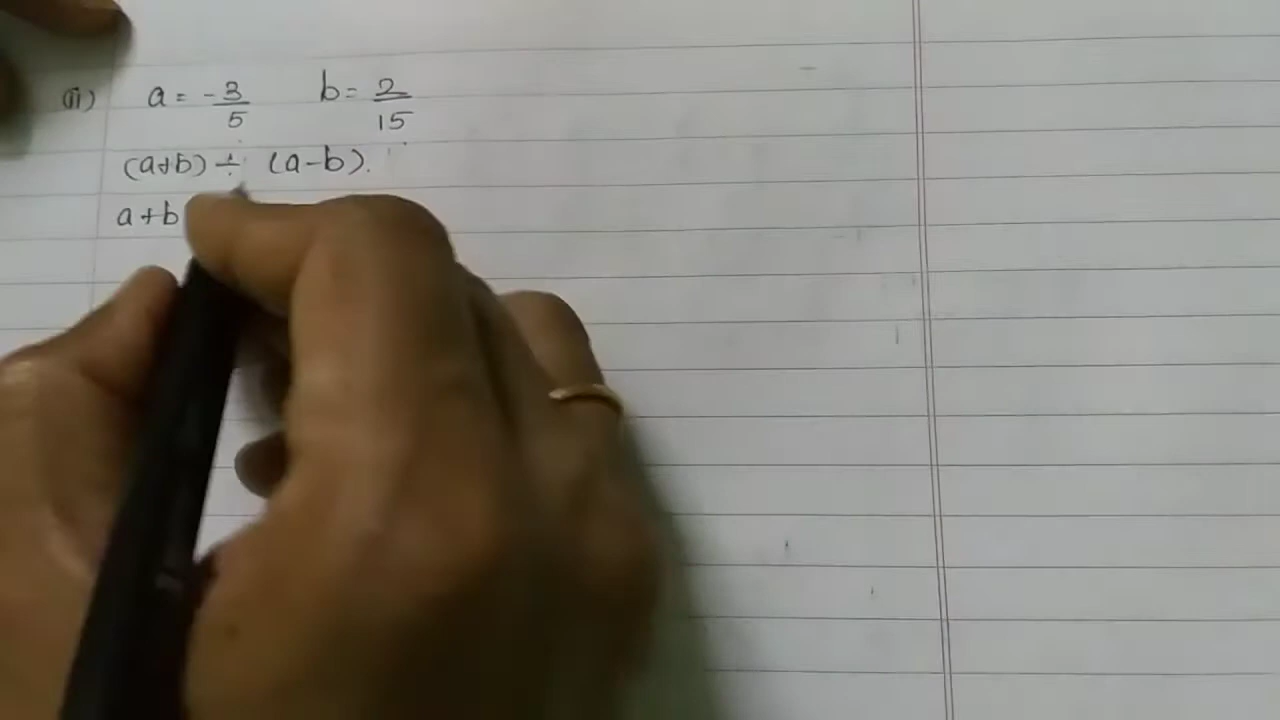 (ii) a = -3/5 b = 2/15
(a+b) ÷ (a-b).
a+b